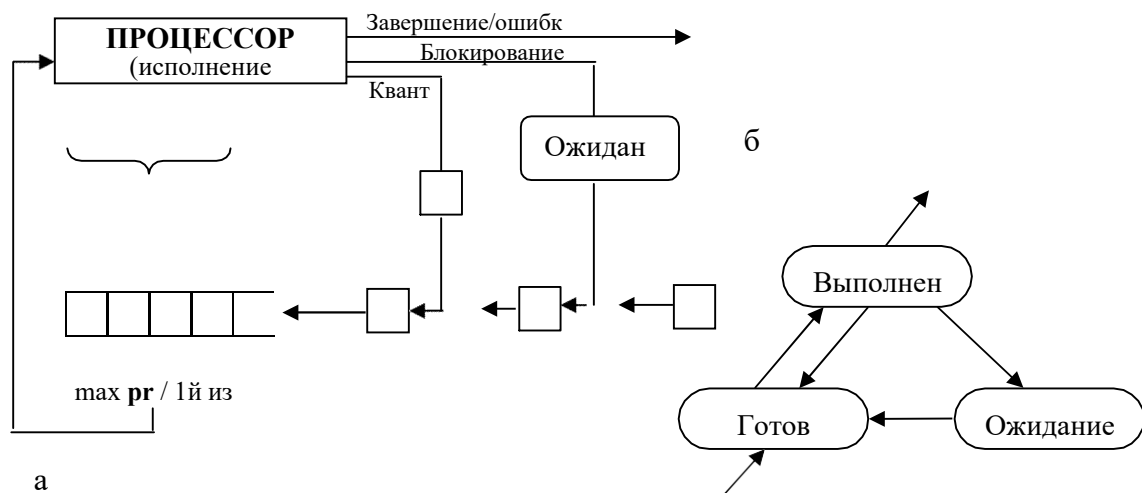 Завершение/ошибк
ПРОЦЕССОР
(исполнение
Блокирование
Квант
Ожидан
б
Выполнен
max pr / 1й из
Готов
Ожидание
а